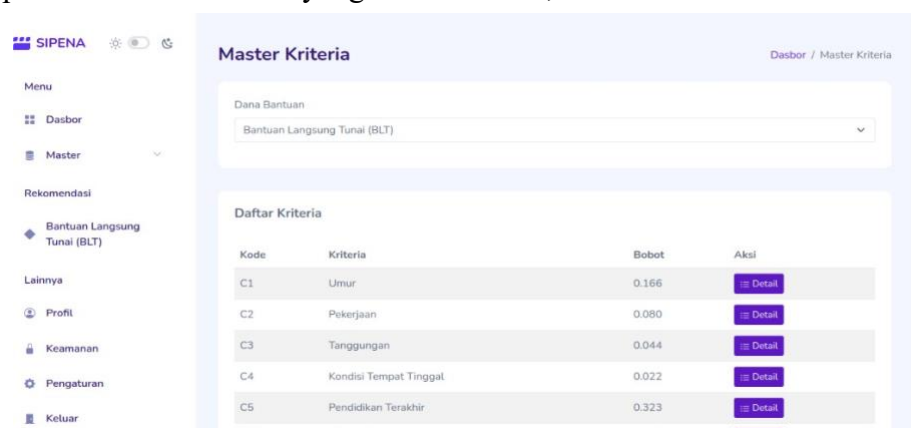 SIPENA
Menu
Dasbor
Master
Rekomendasi
Bantuan Langsung
Tunai (BLT)
Lainnya
Profil
Keamanan
Pengaturan
Keluar
Master Kriteria
Dasbor / Master Kriteria
Dana Bantuan
Bantuan Langsung Tunai (BLT)
Daftar Kriteria
Kode Kriteria Bobot Aksi
C1 Umur 0.166 Detail
C2 Pekerjaan 0.080 Detail
C3 Tanggungan 0.044 Detail
C4 Kondisi Tempat Tinggal 0.022 Detail
C5 Pendidikan Terakhir 0.323 Detail